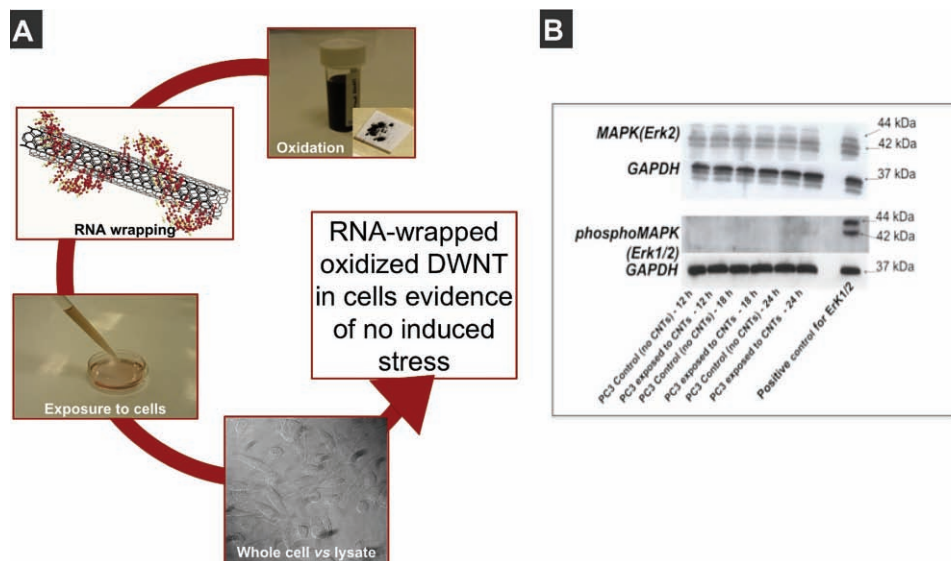 A
Oxidation
RNA wrapping
RNA-wrapped
oxidized DWNT
in cells evidence
of no induced
stress
Exposure to cells
Whole cell vs lysate
B
MAPK(Erk2)
GAPDH
phosphoMAPK
(Erk1/2)
GAPDH
44 kDa
42 kDa
37 kDa
44 kDa
42 kDa
37 kDa
PC3 Control (no CNTs) - 12 h
PC3 exposed to CNTs - 12 h
PC3 Control (no CNTs) - 18 h
PC3 exposed to CNTs - 18 h
PC3 Control (no CNTs) - 24 h
PC3 exposed to CNTs - 24 h
Positive control for ErK1/2